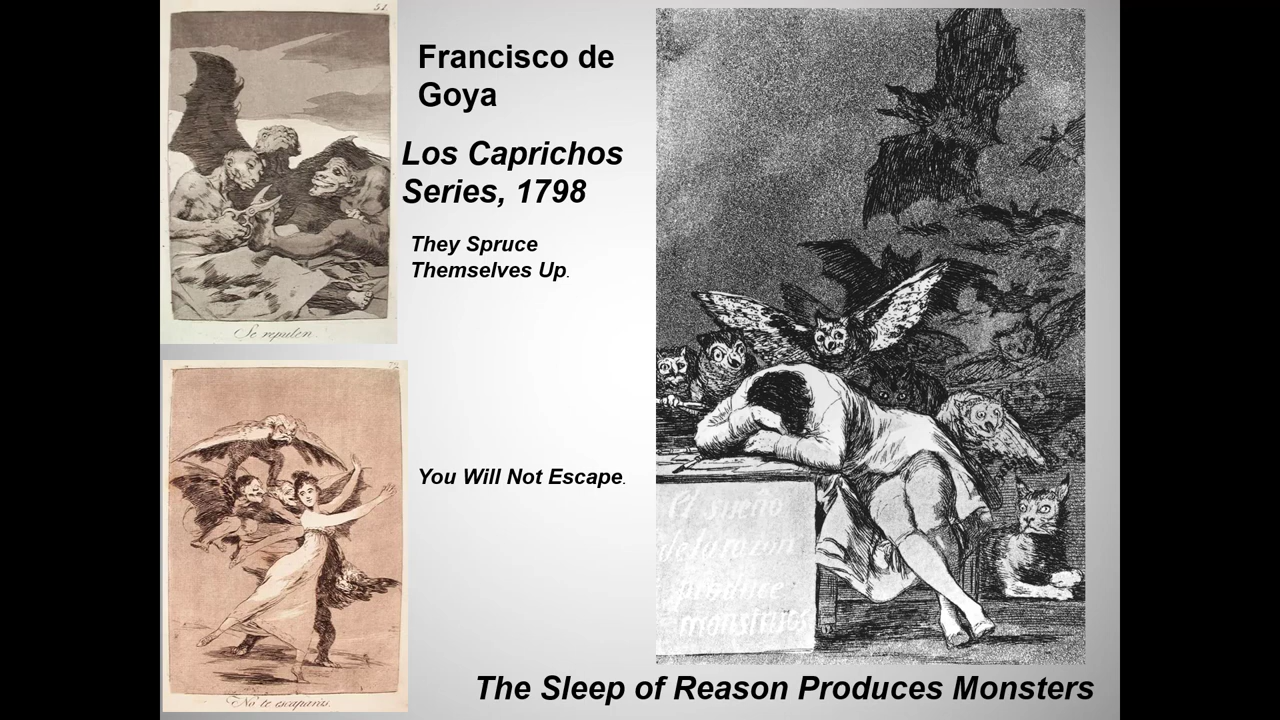 51.
Francisco de
Goya
Los Caprichos
Series, 1798
They Spruce
Themselves Up.
Se repulen.
72.
You Will Not Escape.
No te escaparás.
El sueño
de la razon
produce
monstruos
The Sleep of Reason Produces Monsters